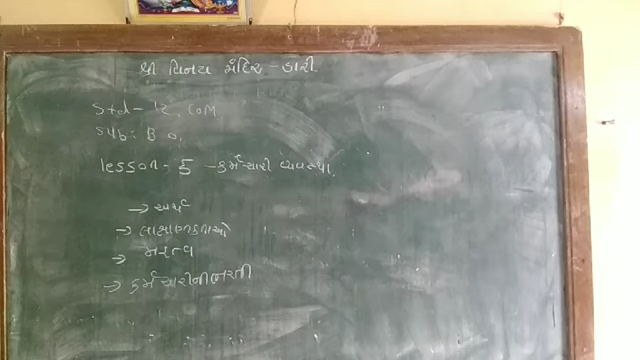 શ્રી વિનય મંદિર - ડારી.
Std - 12, COM
Sub: B O,
lesson - 5 - કર્મચારી વ્યવસ્થા.
→ અર્થ
→ લાક્ષણિકતાઓ
→ મહત્વ
→ કર્મચારીની ભરતી